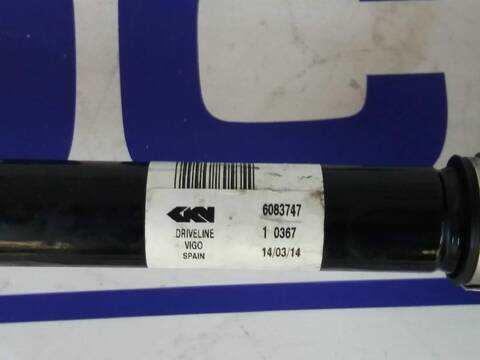 GKN 6083747
DRIVELINE 1 0367
VIGO
SPAIN 14/03/14